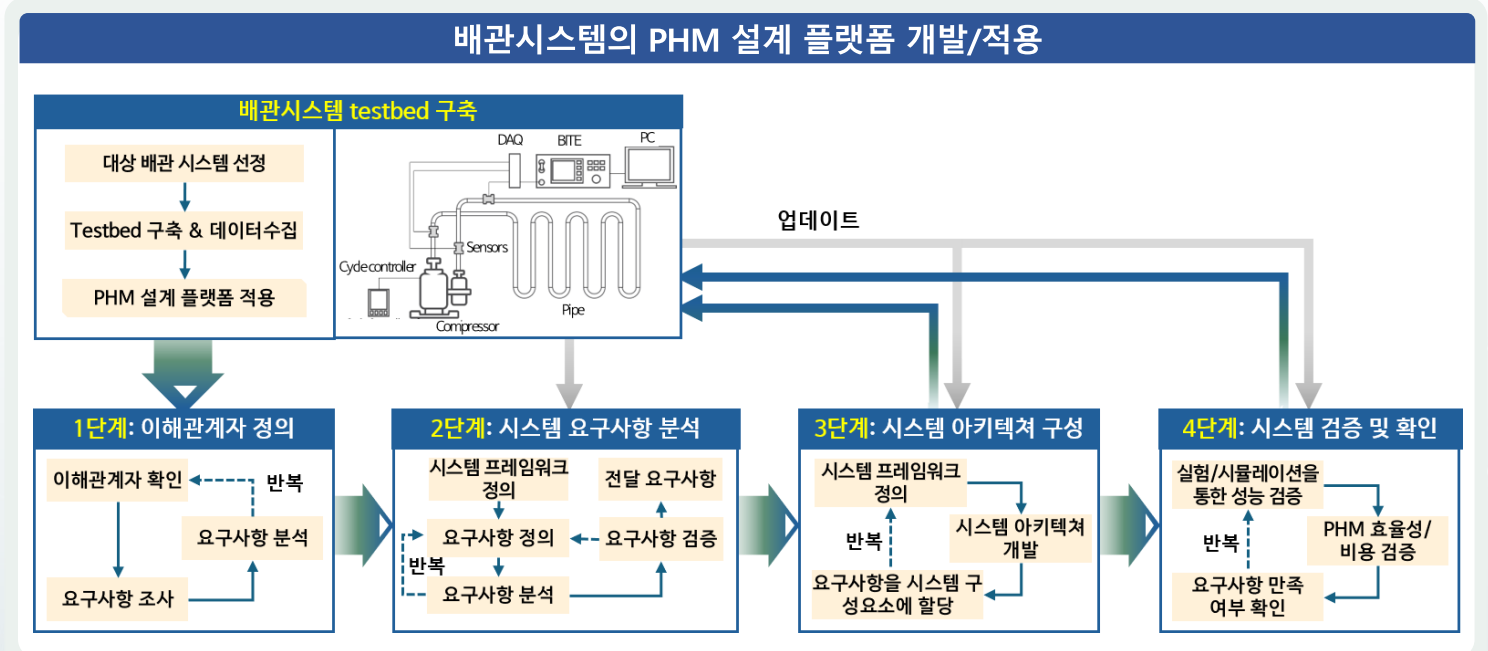 배관시스템의 PHM 설계 플랫폼 개발/적용
배관시스템 testbed 구축
대상 배관 시스템 선정
Testbed 구축 & 데이터수집
PHM 설계 플랫폼 적용
DAQ
BITE
PC
Sensors
Cycle controller
Pipe
Compressor
업데이트
1단계: 이해관계자 정의
이해관계자 확인
반복
요구사항 분석
요구사항 조사
2단계: 시스템 요구사항 분석
시스템 프레임워크
정의
전달 요구사항
요구사항 정의
요구사항 검증
반복
요구사항 분석
3단계: 시스템 아키텍쳐 구성
시스템 프레임워크
정의
반복
시스템 아키텍쳐
개발
요구사항을 시스템 구
성요소에 할당
4단계: 시스템 검증 및 확인
실험/시뮬레이션을
통한 성능 검증
반복
PHM 효율성/
비용 검증
요구사항 만족
여부 확인